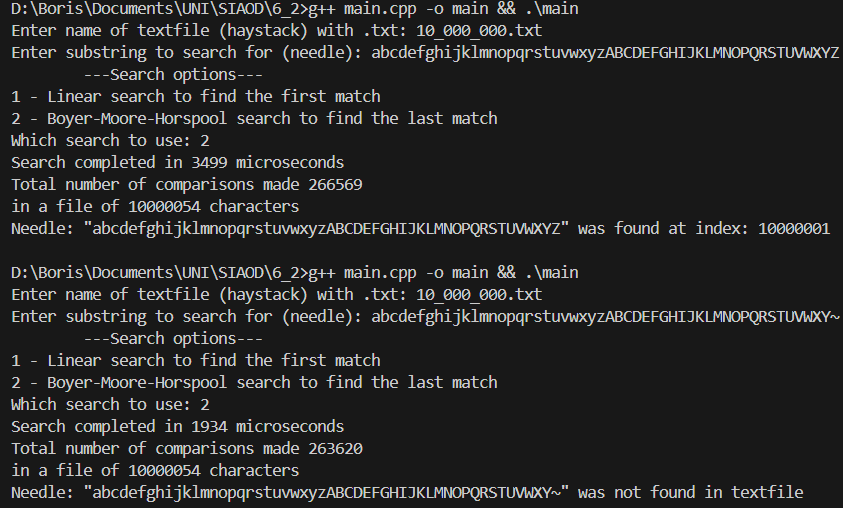 D:\Boris\Documents\UNI\SIAOD\6_2>g++ main.cpp -o main && .\main
Enter name of textfile (haystack) with .txt: 10_000_000.txt
Enter substring to search for (needle): abcdefghijklmnopqrstuvwxyzABCDEFGHIJKLMNOPQRSTUVWXYZ
---Search options---
1 - Linear search to find the first match
2 - Boyer-Moore-Horspool search to find the last match
Which search to use: 2
Search completed in 3499 microseconds
Total number of comparisons made 266569
in a file of 10000054 characters
Needle: "abcdefghijklmnopqrstuvwxyzABCDEFGHIJKLMNOPQRSTUVWXYZ" was found at index: 10000001
D:\Boris\Documents\UNI\SIAOD\6_2>g++ main.cpp -o main && .\main
Enter name of textfile (haystack) with .txt: 10_000_000.txt
Enter substring to search for (needle): abcdefghijklmnopqrstuvwxyzABCDEFGHIJKLMNOPQRSTUVWXY~
---Search options---
1 - Linear search to find the first match
2 - Boyer-Moore-Horspool search to find the last match
Which search to use: 2
Search completed in 1934 microseconds
Total number of comparisons made 263620
in a file of 10000054 characters
Needle: "abcdefghijklmnopqrstuvwxyzABCDEFGHIJKLMNOPQRSTUVWXY~" was not found in textfile